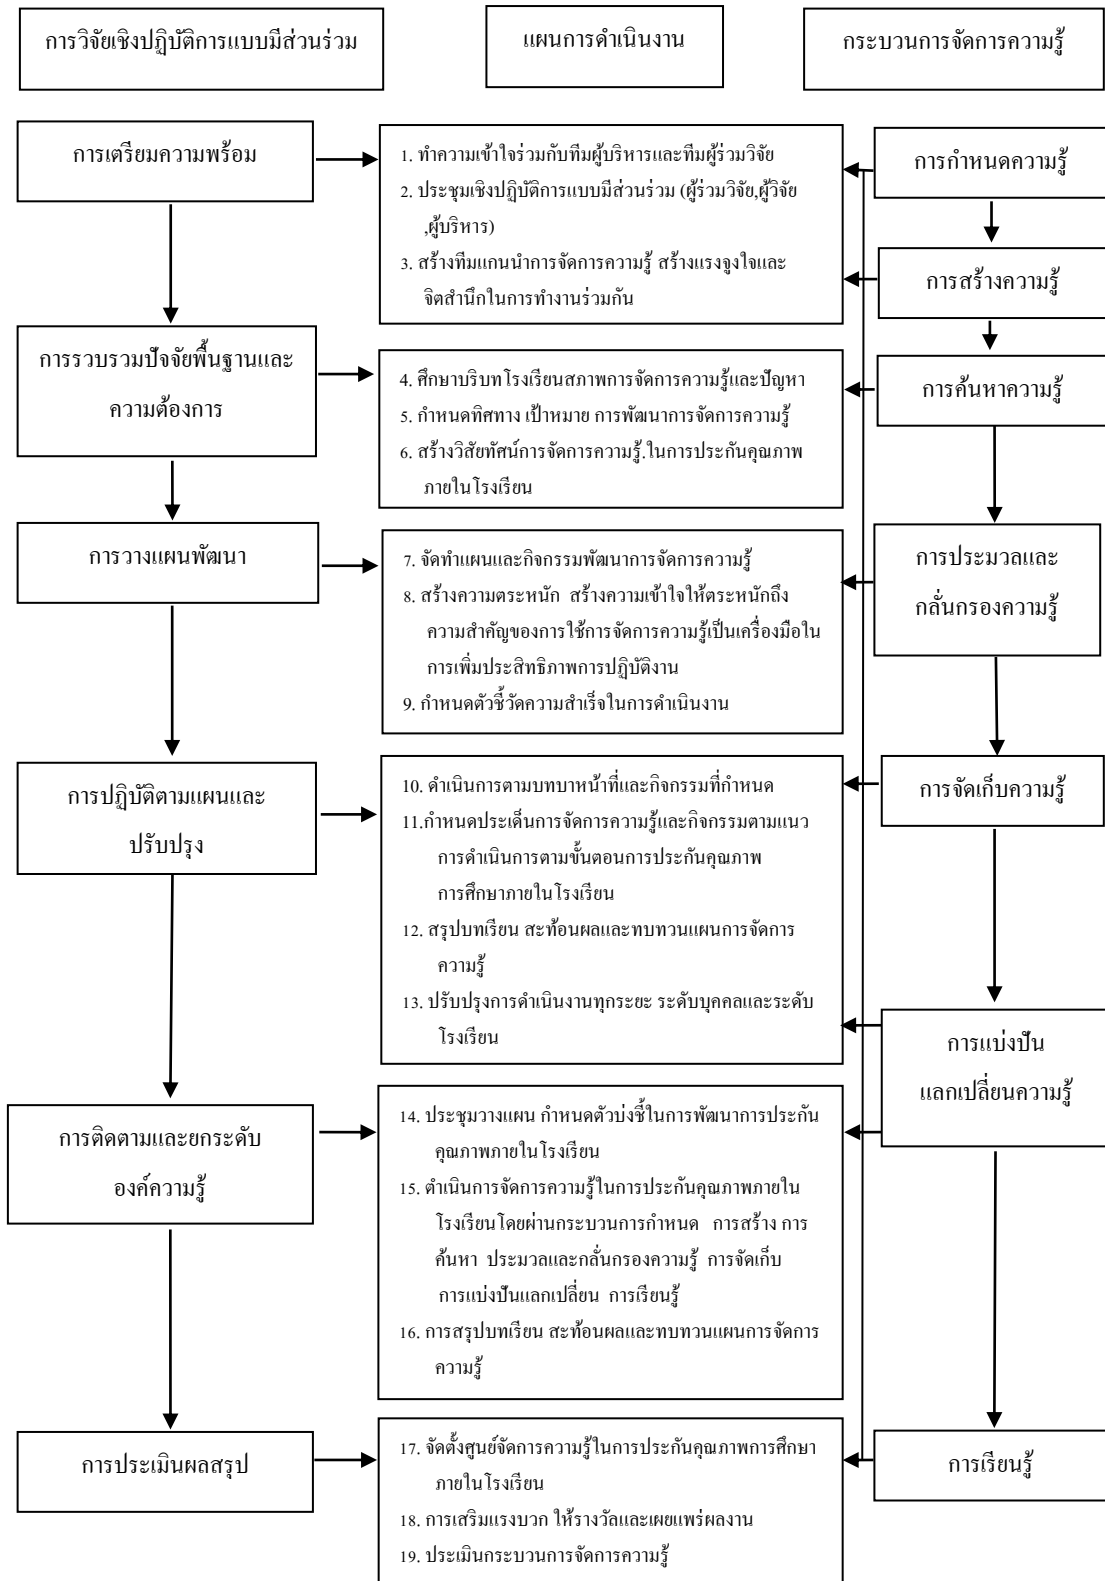 การวิจัยเชิงปฏิบัติการแบบมีส่วนร่วม
แผนการดำเนินงาน
กระบวนการจัดการความรู้
การเตรียมความพร้อม
1. ทำความเข้าใจร่วมกับทีมผู้บริหารและทีมผู้ร่วมวิจัย
2. ประชุมเชิงปฏิบัติการแบบมีส่วนร่วม (ผู้ร่วมวิจัย,ผู้วิจัย
,ผู้บริหาร)
3. สร้างทีมแกนนำการจัดการความรู้ สร้างแรงจูงใจและ
จิตสำนึกในการทำงานร่วมกัน
การกำหนดความรู้
การสร้างความรู้
การรวบรวมปัจจัยพื้นฐานและ
ความต้องการ
4. ศึกษาบริบทโรงเรียนสภาพการจัดการความรู้และปัญหา
5. กำหนดทิศทาง เป้าหมาย การพัฒนาการจัดการความรู้
6. สร้างวิสัยทัศน์การจัดการความรู้.ในการประกันคุณภาพ
ภายในโรงเรียน
การค้นหาความรู้
การวางแผนพัฒนา
7. จัดทำแผนและกิจกรรมพัฒนาการจัดการความรู้
8. สร้างความตระหนัก สร้างความเข้าใจให้ตระหนักถึง
ความสำคัญของการใช้การจัดการความรู้เป็นเครื่องมือใน
การเพิ่มประสิทธิภาพการปฏิบัติงาน
9. กำหนดตัวชี้วัดความสำเร็จในการดำเนินงาน
การประมวลและ
กลั่นกรองความรู้
การปฏิบัติตามแผนและ
ปรับปรุง
10. ดำเนินการตามบทบาหน้าที่และกิจกรรมที่กำหนด
11.กำหนดประเด็นการจัดการความรู้และกิจกรรมตามแนว
การดำเนินการตามขั้นตอนการประกันคุณภาพ
การศึกษาภายในโรงเรียน
12. สรุปบทเรียน สะท้อนผลและทบทวนแผนการจัดการ
ความรู้
13. ปรับปรุงการดำเนินงานทุกระยะ ระดับบุคคลและระดับ
โรงเรียน
การจัดเก็บความรู้
การแบ่งปัน
แลกเปลี่ยนความรู้
การติดตามและยกระดับ
องค์ความรู้
14. ประชุมวางแผน กำหนดตัวบ่งชี้ในการพัฒนาการประกัน
คุณภาพภายในโรงเรียน
15. ดำเนินการจัดการความรู้ในการประกันคุณภาพภายใน
โรงเรียนโดยผ่านกระบวนการกำหนด การสร้าง การ
ค้นหา ประมวลและกลั่นกรองความรู้ การจัดเก็บ
การแบ่งปันแลกเปลี่ยน การเรียนรู้
16. การสรุปบทเรียน สะท้อนผลและทบทวนแผนการจัดการ
ความรู้
การประเมินผลสรุป
17. จัดตั้งศูนย์จัดการความรู้ในการประกันคุณภาพการศึกษา
ภายในโรงเรียน
18. การเสริมแรงบวก ให้รางวัลและเผยแพร่ผลงาน
19. ประเมินกระบวนการจัดการความรู้
การเรียนรู้